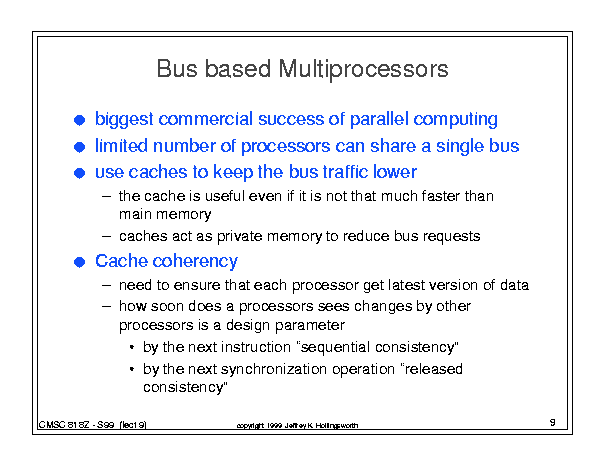 Bus based Multiprocessors
● biggest commercial success of parallel computing
● limited number of processors can share a single bus
● use caches to keep the bus traffic lower
– the cache is useful even if it is not that much faster than
main memory
– caches act as private memory to reduce bus requests
● Cache coherency
– need to ensure that each processor get latest version of data
– how soon does a processors sees changes by other
processors is a design parameter
• by the next instruction “sequential consistency”
• by the next synchronization operation “released
consistency”
CMSC 818Z - S99 (lect 9)
copyright 1999 Jeffrey K. Hollingsworth
9